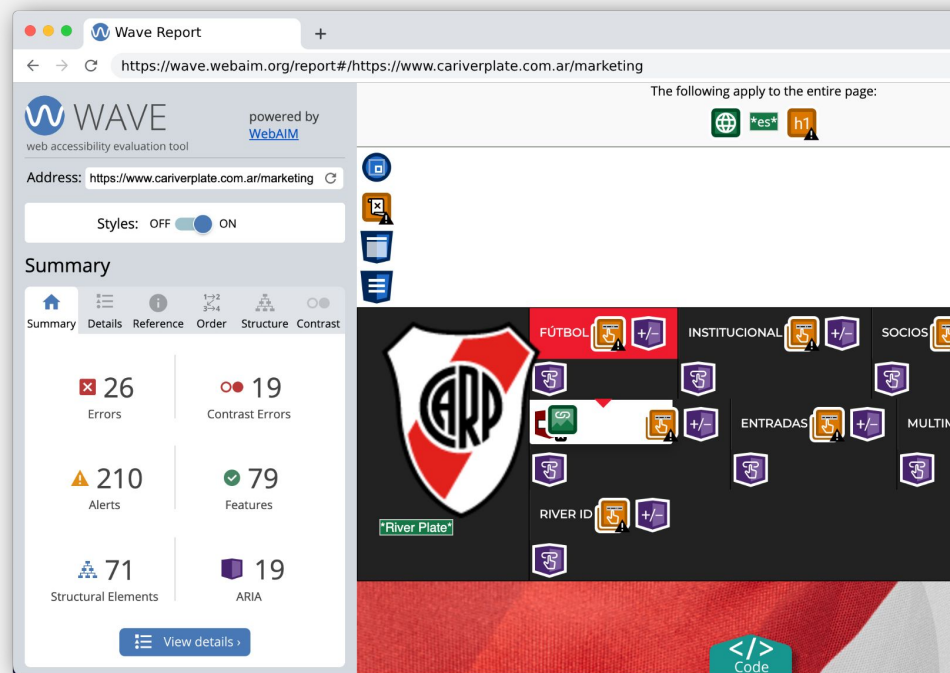 Wave Report
https://wave.webaim.org/report#/https://www.cariverplate.com.ar/marketing
The following apply to the entire page:
*es* h1
WAVE
web accessibility evaluation tool
powered by
WebAIM
Address: https://www.cariverplate.com.ar/marketing
Styles: OFF ON
Summary
Summary Details Reference Order Structure Contrast
26
Errors
19
Contrast Errors
210
Alerts
79
Features
71
Structural Elements
19
ARIA
View details ›
FÚTBOL +/- INSTITUCIONAL +/- SOCIOS
CARP
+/- ENTRADAS +/- MULTIM
*River Plate*
RIVER ID +/-
</>
Code